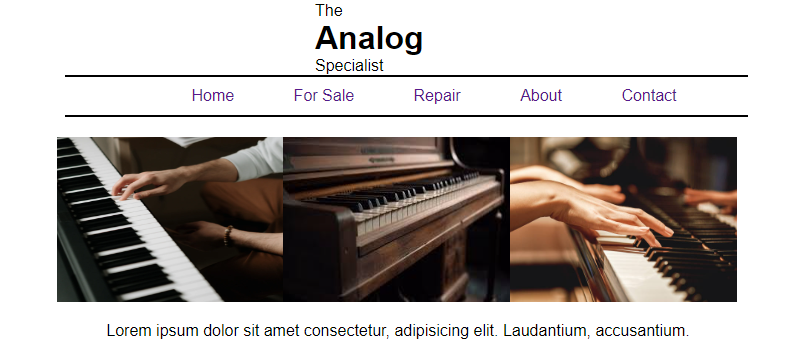 The
Analog
Specialist
Home For Sale Repair About Contact
Lorem ipsum dolor sit amet consectetur, adipisicing elit. Laudantium, accusantium.